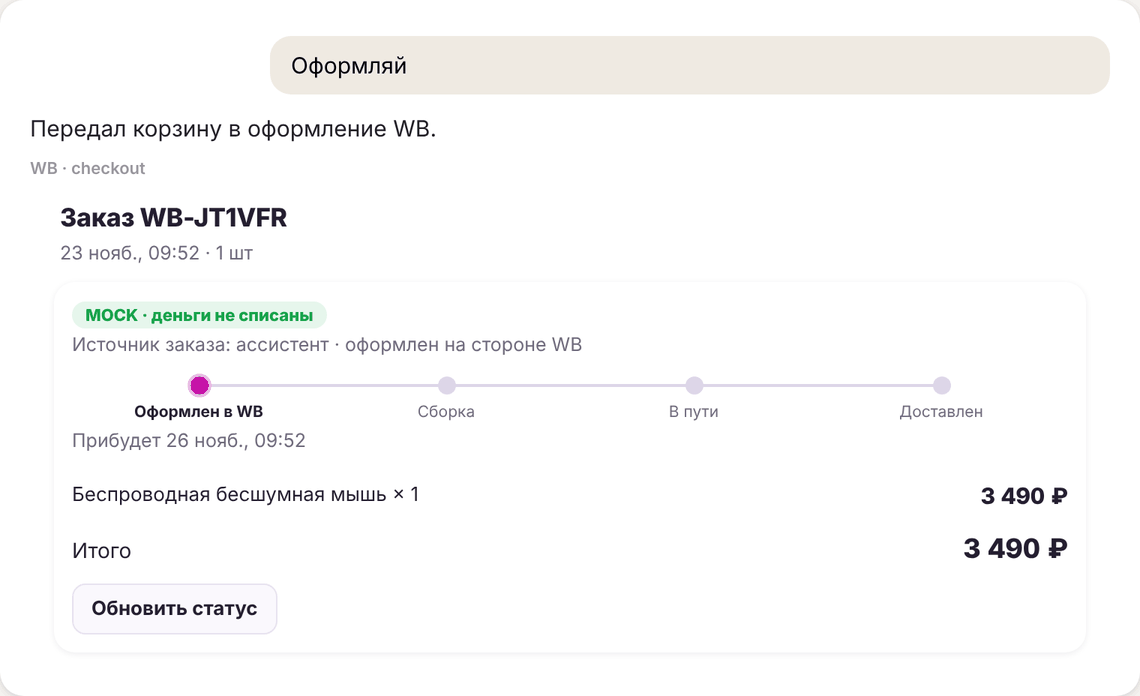 Оформляй
Передал корзину в оформление WB.
WB · checkout
Заказ WB-JT1VFR
23 нояб., 09:52 · 1 шт
MOCK · деньги не списаны
Источник заказа: ассистент · оформлен на стороне WB
Оформлен в WB Сборка В пути Доставлен
Прибудет 26 нояб., 09:52
Беспроводная бесшумная мышь × 1 3 490 ₽
Итого 3 490 ₽
Обновить статус